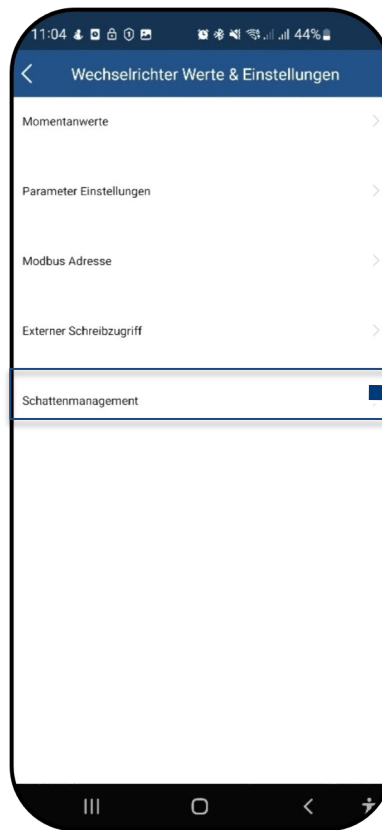 11:04 44%
Wechselrichter Werte & Einstellungen
Momentanwerte
Parameter Einstellungen
Modbus Adresse
Externer Schreibzugriff
Schattenmanagement